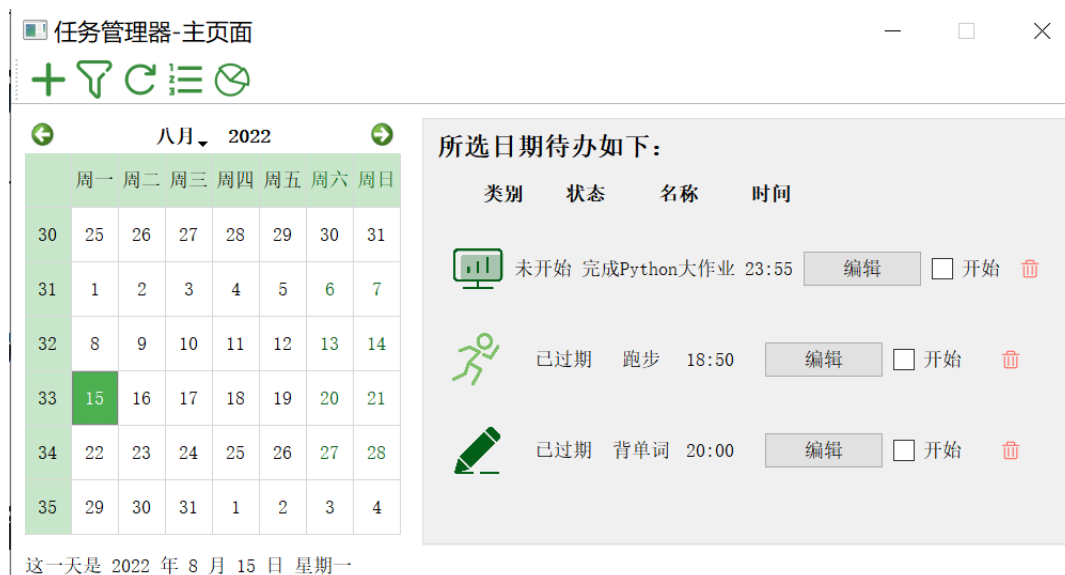 任务管理器-主页面
八月 2022
周一 周二 周三 周四 周五 周六 周日
30 25 26 27 28 29 30 31
31 1 2 3 4 5 6 7
32 8 9 10 11 12 13 14
33 15 16 17 18 19 20 21
34 22 23 24 25 26 27 28
35 29 30 31 1 2 3 4
这一天是 2022 年 8 月 15 日 星期一
所选日期待办如下:
类别 状态 名称 时间
未开始 完成Python大作业 23:55 编辑 开始
已过期 跑步 18:50 编辑 开始
已过期 背单词 20:00 编辑 开始